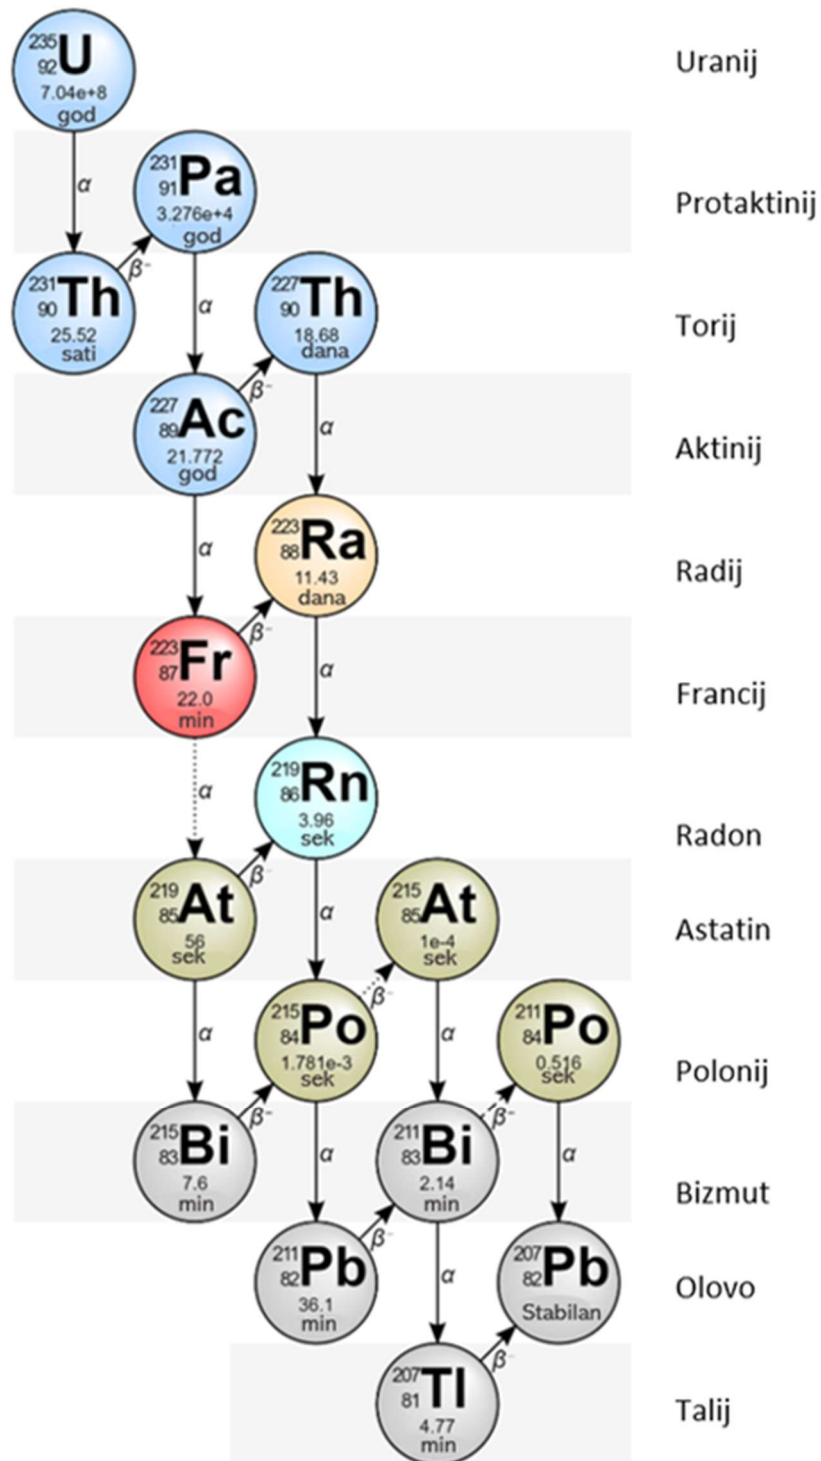 235
92 U
7.04e+8
god
Uranij
α
231
91 Pa
3.276e+4
god
Protaktinij
β⁻
231
90 Th
25.52
sati
α
227
90 Th
18.68
dana
Torij
β⁻
227
89 Ac
21.772
god
α
Aktinij
α
223
88 Ra
11.43
dana
Radij
β⁻
223
87 Fr
22.0
min
α
Francij
α
219
86 Rn
3.96
sek
Radon
β⁻
219
85 At
56
sek
α
215
85 At
1e-4
sek
Astatin
β⁻
α
215
84 Po
1.781e-3
sek
α
211
84 Po
0.516
sek
Polonij
β⁻
215
83 Bi
7.6
min
α
β⁻
211
83 Bi
2.14
min
α
Bizmut
β⁻
211
82 Pb
36.1
min
α
207
82 Pb
Stabilan
Olovo
β⁻
207
81 Tl
4.77
min
Talij